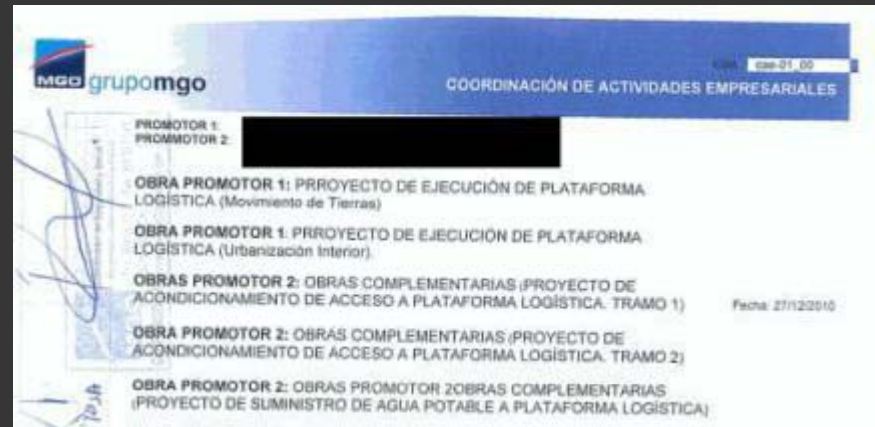 MGO grupomgo
cae-01_00
COORDINACIÓN DE ACTIVIDADES EMPRESARIALES
PROMOTOR 1:
PROMMOTOR 2:
OBRA PROMOTOR 1: PRROYECTO DE EJECUCIÓN DE PLATAFORMA
LOGÍSTICA (Movimiento de Tierras)
OBRA PROMOTOR 1: PRROYECTO DE EJECUCIÓN DE PLATAFORMA
LOGÍSTICA (Urbanización Interior).
OBRAS PROMOTOR 2: OBRAS COMPLEMENTARIAS (PROYECTO DE
ACONDICIONAMIENTO DE ACCESO A PLATAFORMA LOGÍSTICA. TRAMO 1)
Fecha: 27/12/2010
OBRA PROMOTOR 2: OBRAS COMPLEMENTARIAS (PROYECTO DE
ACONDICIONAMIENTO DE ACCESO A PLATAFORMA LOGÍSTICA. TRAMO 2)
OBRA PROMOTOR 2: OBRAS PROMOTOR 2OBRAS COMPLEMENTARIAS
(PROYECTO DE SUMINISTRO DE AGUA POTABLE A PLATAFORMA LOGÍSTICA)